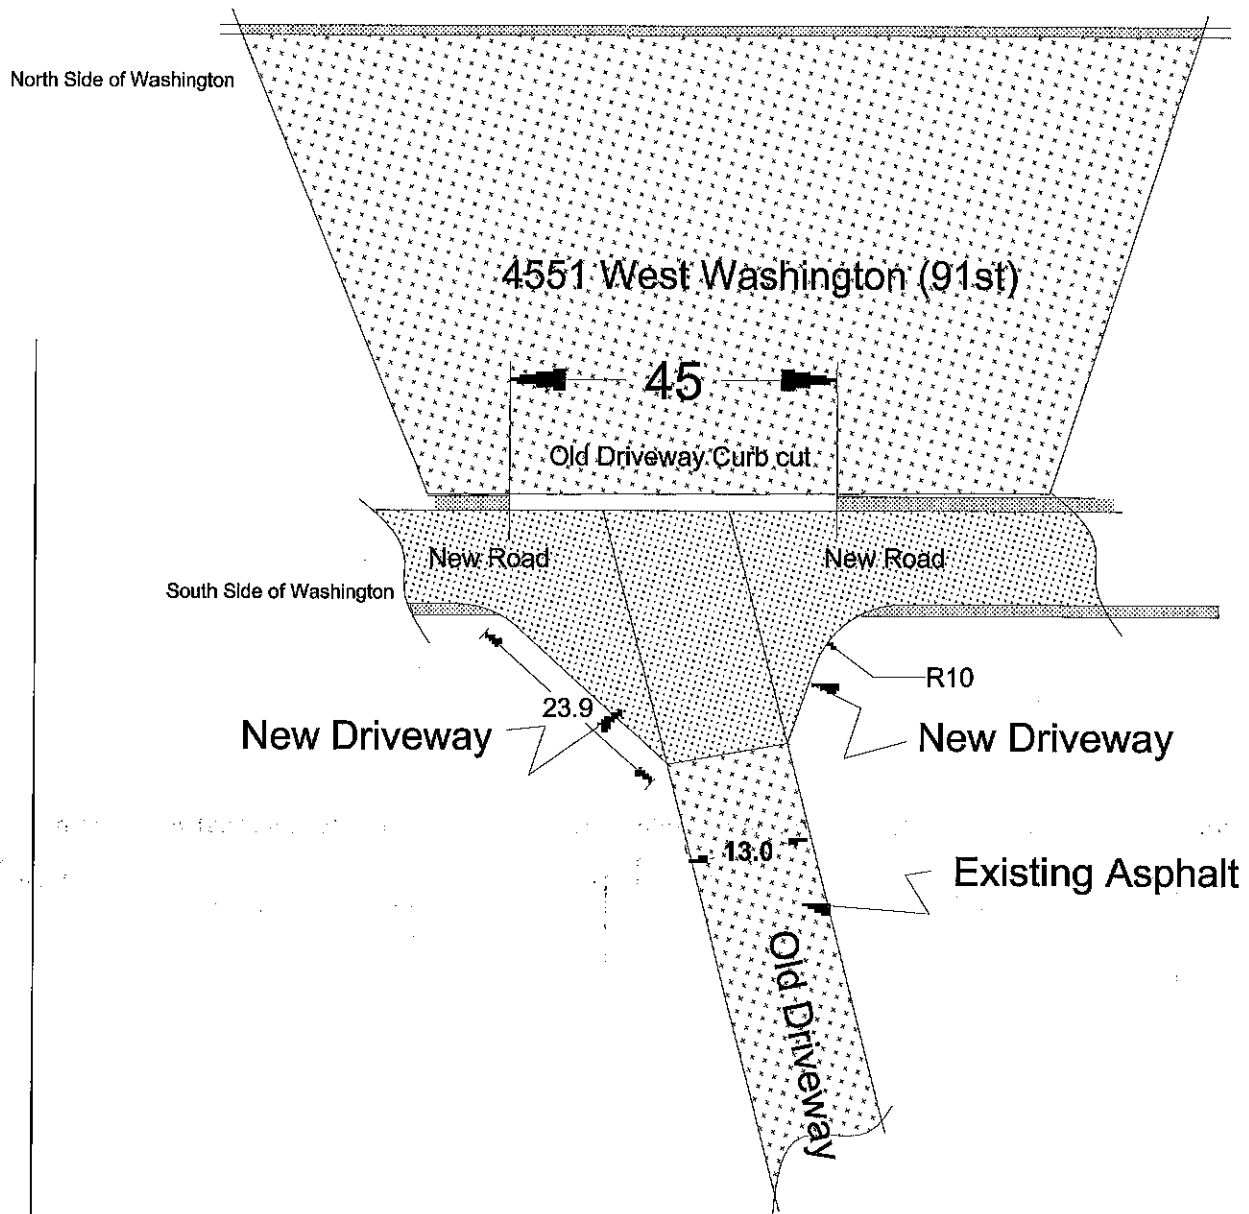 North Side of Washington
4551 West Washington (91st)
45
Old Driveway Curb cut
New Road
New Road
South Side of Washington
R10
23.9
New Driveway
New Driveway
13.0
Existing Asphalt
Old Driveway